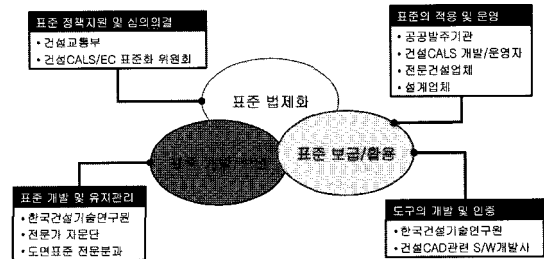 표준 정책지원 및 심의의결
• 건설교통부
• 건설CALS/EC 표준화 위원회
표준의 적용 및 운영
• 공공발주기관
• 건설CALS 개발/운영자
• 전문건설업체
• 설계업체
표준 법제화
표준 보급/활용
표준 개발 및 유지관리
• 한국건설기술연구원
• 전문가 자문단
• 도면표준 전문분과
도구의 개발 및 인증
• 한국건설기술연구원
• 건설CAD관련 S/W개발사